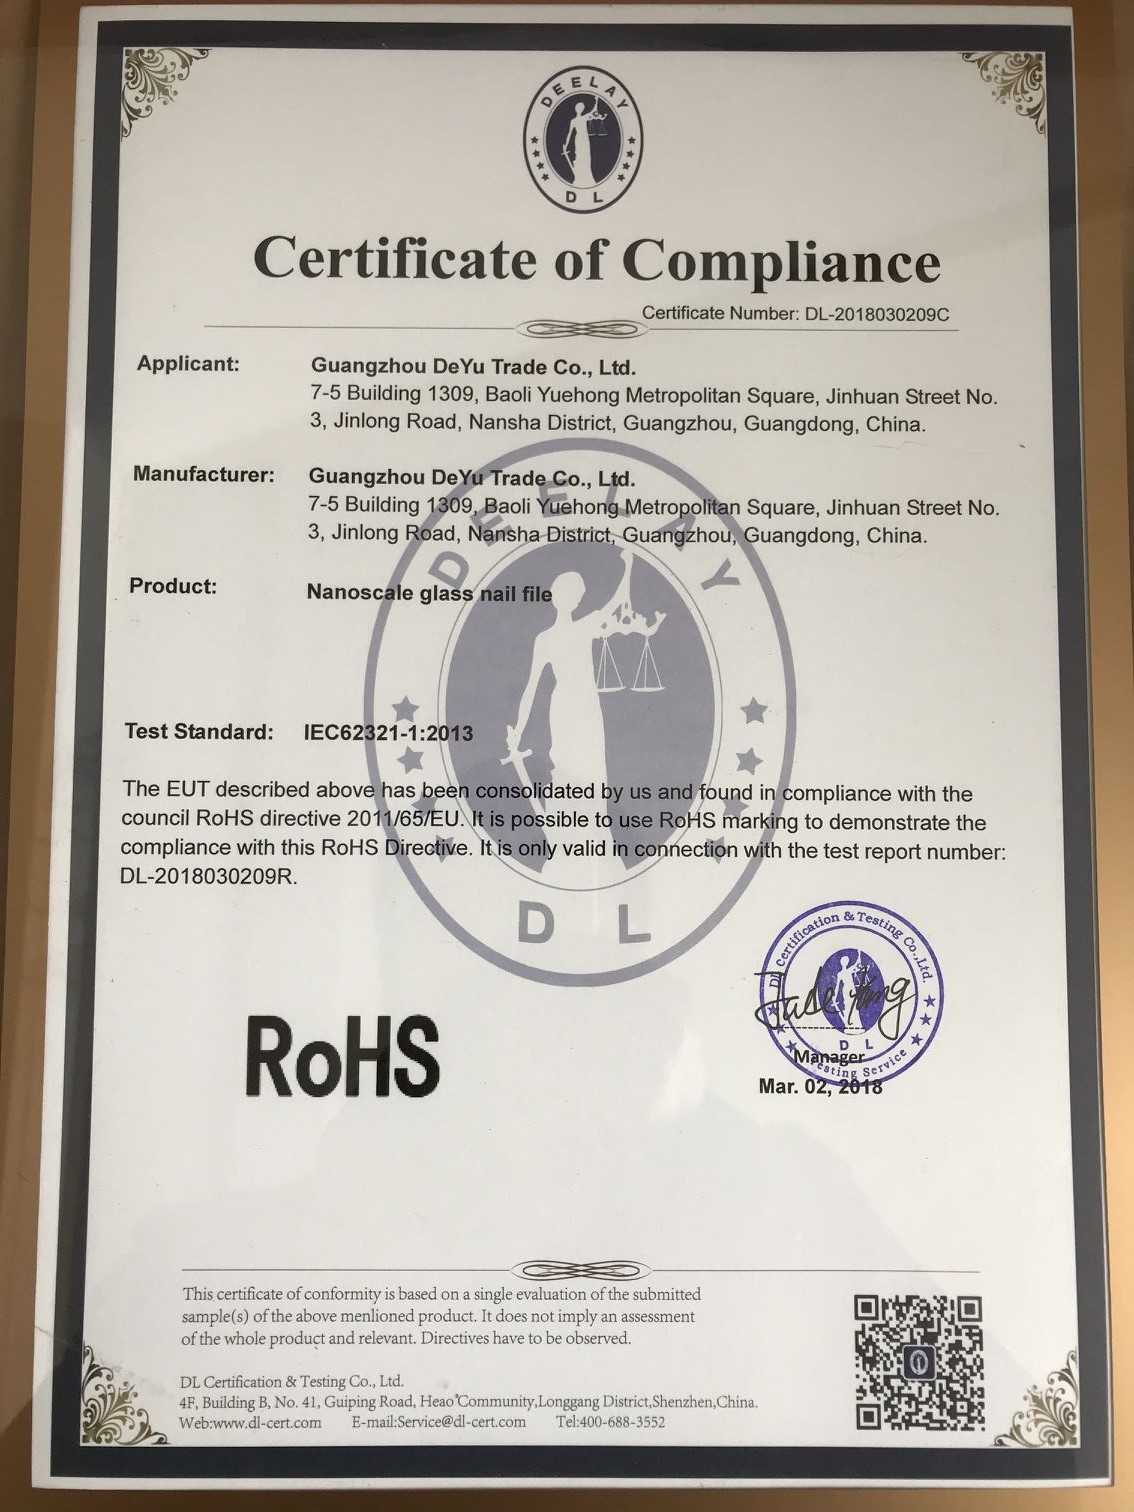 DEELAY
D L
Certificate of Compliance
Certificate Number: DL-2018030209C
Applicant: Guangzhou DeYu Trade Co., Ltd.
7-5 Building 1309, Baoli Yuehong Metropolitan Square, Jinhuan Street No.
3, Jinlong Road, Nansha District, Guangzhou, Guangdong, China.
Manufacturer: Guangzhou DeYu Trade Co., Ltd.
7-5 Building 1309, Baoli Yuehong Metropolitan Square, Jinhuan Street No.
3, Jinlong Road, Nansha District, Guangzhou, Guangdong, China.
DEELAY
Product: Nanoscale glass nail file
Test Standard: IEC62321-1:2013
The EUT described above has been consolidated by us and found in compliance with the
council RoHS directive 2011/65/EU. It is possible to use RoHS marking to demonstrate the
compliance with this RoHS Directive. It is only valid in connection with the test report number:
DL-2018030209R.
D L
DL Certification & Testing Co.,Ltd.
D L
Testing Service
RoHS
Manager
Mar. 02, 2018
This certificate of conformity is based on a single evaluation of the submitted
sample(s) of the above menlioned product. It does not imply an assessment
of the whole product and relevant. Directives have to be observed.
DL Certification & Testing Co., Ltd.
4F, Building B, No. 41, Guiping Road, Heao Community,Longgang District,Shenzhen,China.
Web:www.dl-cert.com E-mail:Service@dl-cert.com Tel:400-688-3552